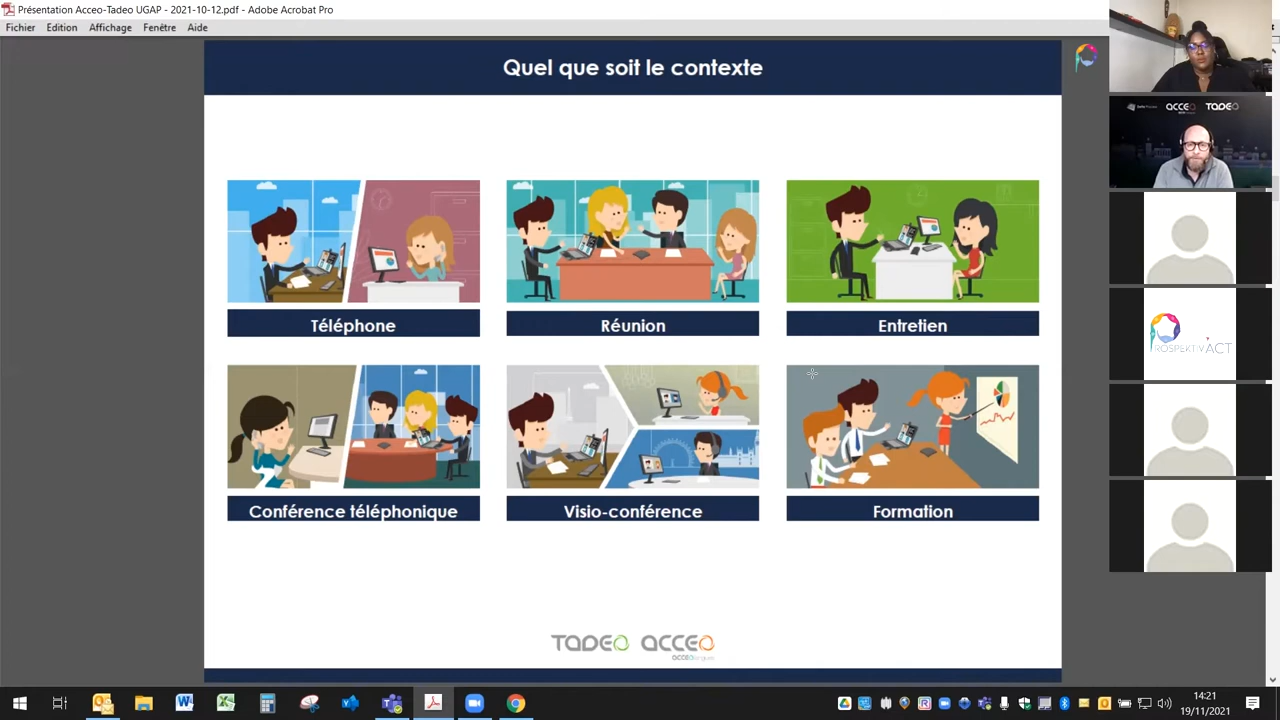 Présentation Acceo-Tadeo UGAP - 2021-10-12.pdf - Adobe Acrobat Pro
Fichier Edition Affichage Fenêtre Aide
Quel que soit le contexte
Téléphone
Réunion
Entretien
Conférence téléphonique
Visio-conférence
Formation
TADEO ACCEO
ACCEO TADEO
PROSPEKTIV'ACT
14:21
19/11/2021